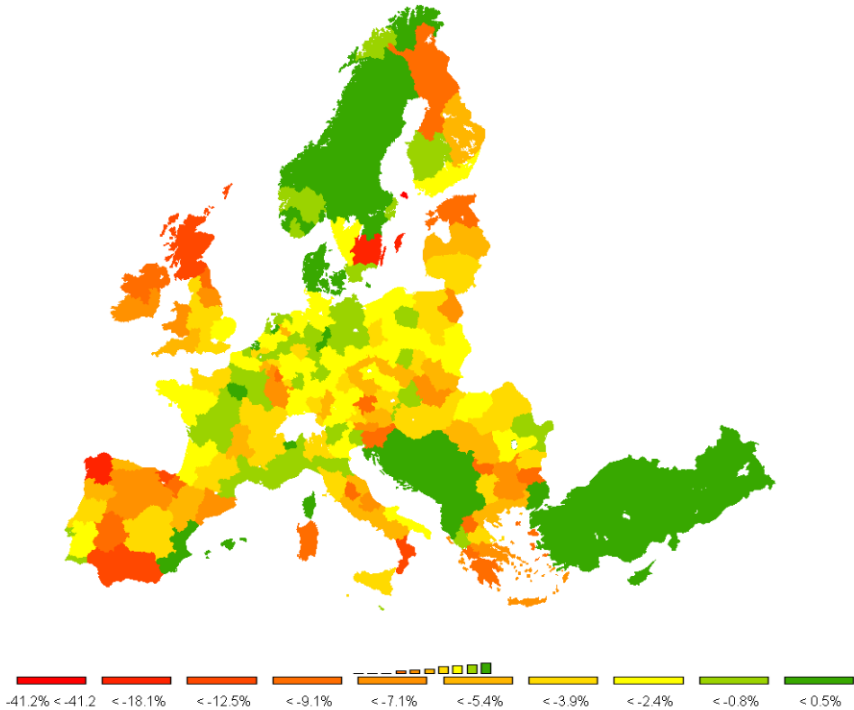 -41.2% < -41.2 < -18.1% < -12.5% < -9.1% < -7.1% < -5.4% < -3.9% < -2.4% < -0.8% < 0.5%